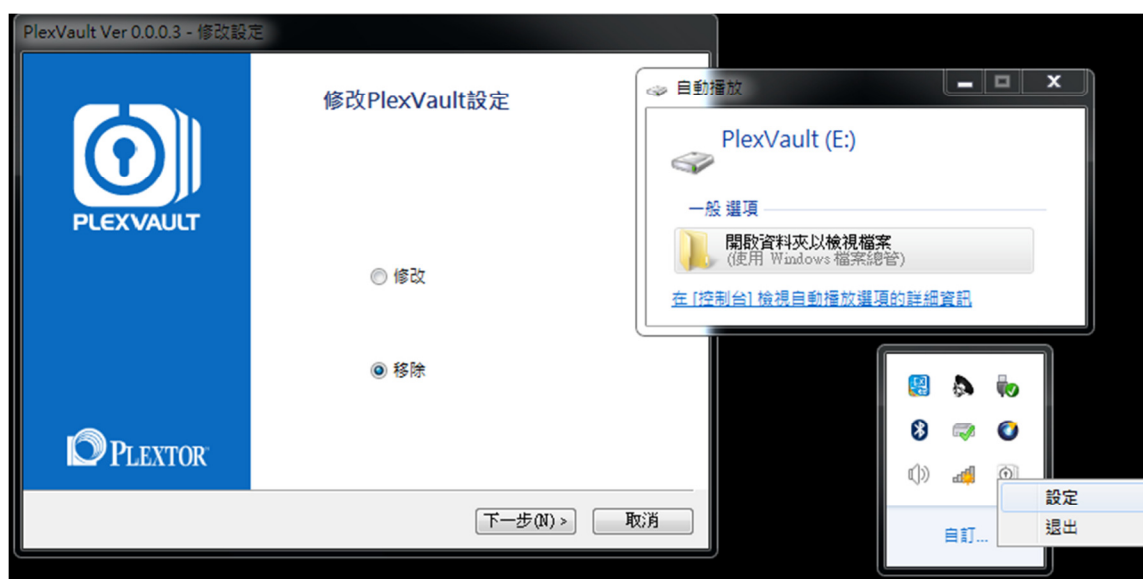 PlexVault Ver 0.0.0.3 - 修改設定
修改PlexVault設定
PLEXVAULT
修改
移除
PLEXTOR
下一步(N) >
取消
自動播放
PlexVault (E:)
一般 選項
開啟資料夾以檢視檔案
(使用 Windows 檔案總管)
在 [控制台] 檢視自動播放選項的詳細資訊
設定
退出
自訂...